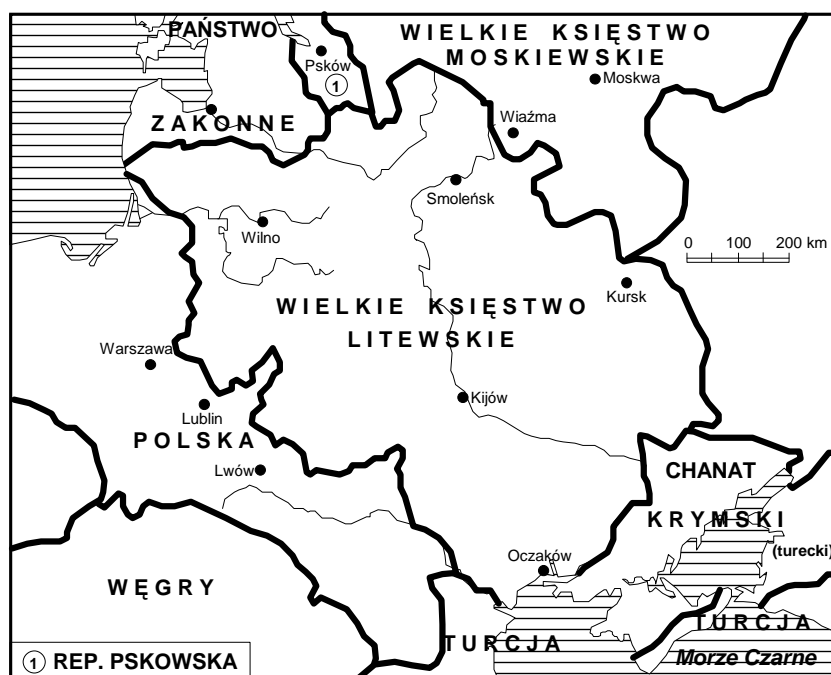 PAŃSTWO
WIELKIE KSIĘSTWO
MOSKIEWSKIE
Psków
1
Moskwa
ZAKONNE
Wiaźma
Smoleńsk
Wilno
0 100 200 km
Kursk
WIELKIE KSIĘSTWO
LITEWSKIE
Warszawa
Lublin
Kijów
POLSKA
Lwów
CHANAT
KRYMSKI
(turecki)
Oczaków
WĘGRY
TURCJA
TURCJA
Morze Czarne
1 REP. PSKOWSKA